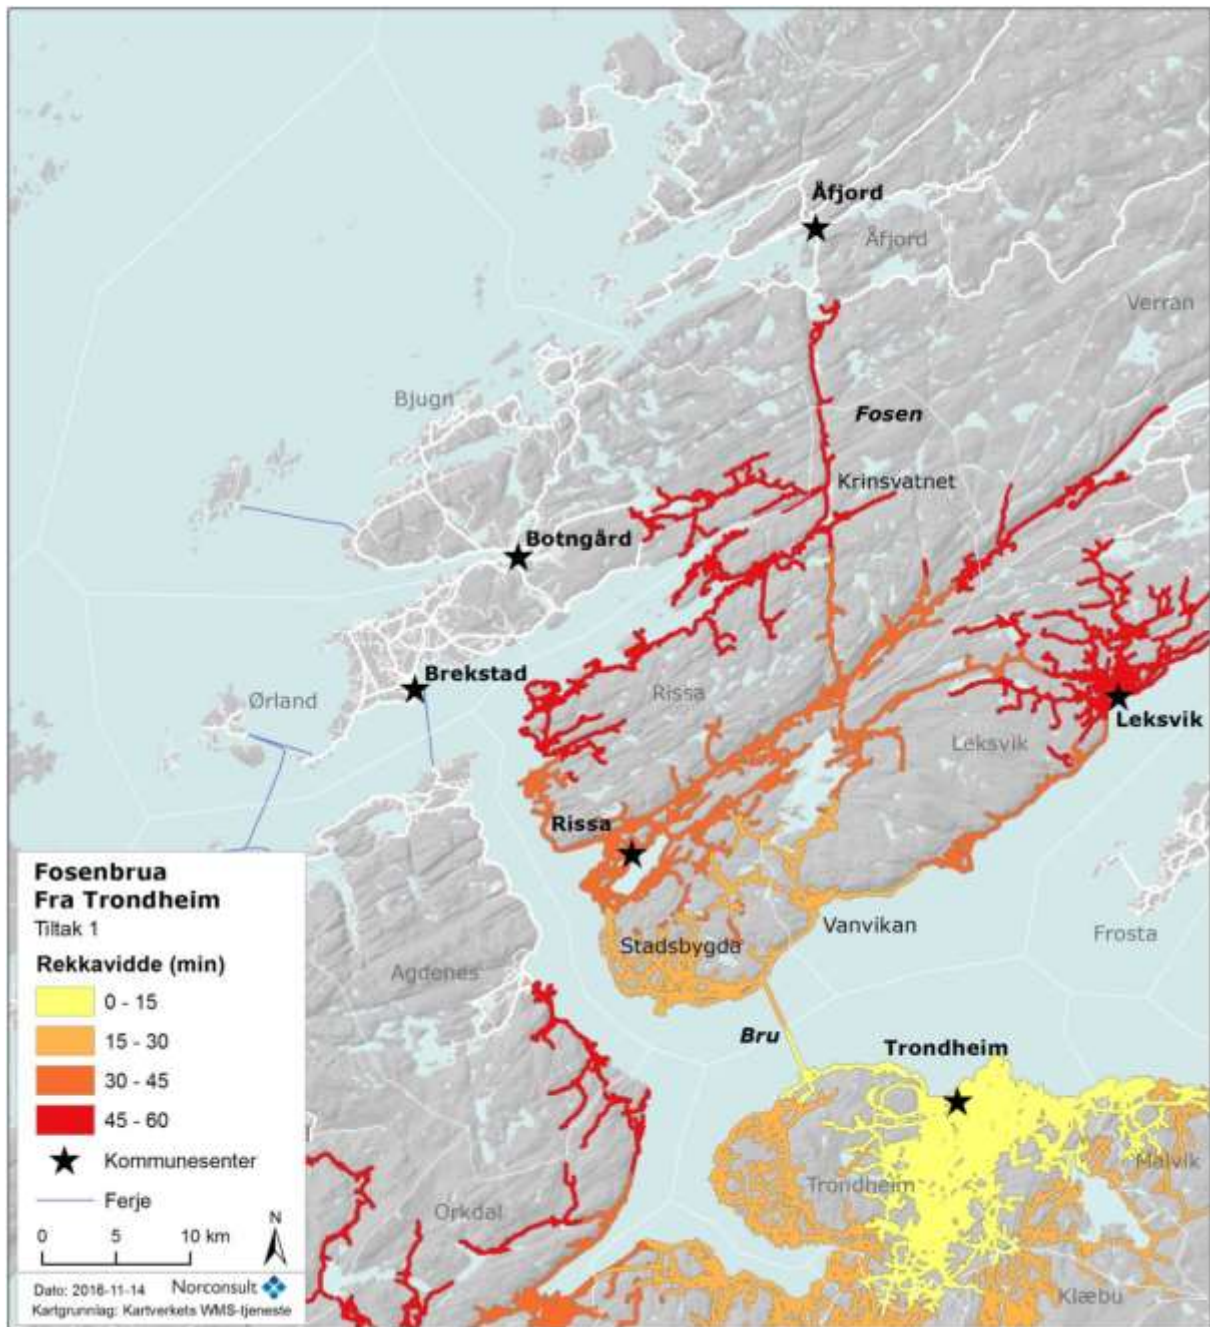 Åfjord
Åfjord
Verran
Bjugn
Fosen
Krinsvatnet
Botngård
Brekstad
Rissa
Ørland
Leksvik
Leksvik
Rissa
Vanvikan
Stadsbygda
Frosta
Agdenes
Bru
Trondheim
Malvik
Trondheim
Orkdal
Klæbu
Fosenbrua
Fra Trondheim
Tiltak 1
Rekkavidde (min)
0 - 15
15 - 30
30 - 45
45 - 60
Kommunesenter
Ferje
N
0 5 10 km
Dato: 2016-11-14 Norconsult
Kartgrunnlag: Kartverkets WMS-tjeneste